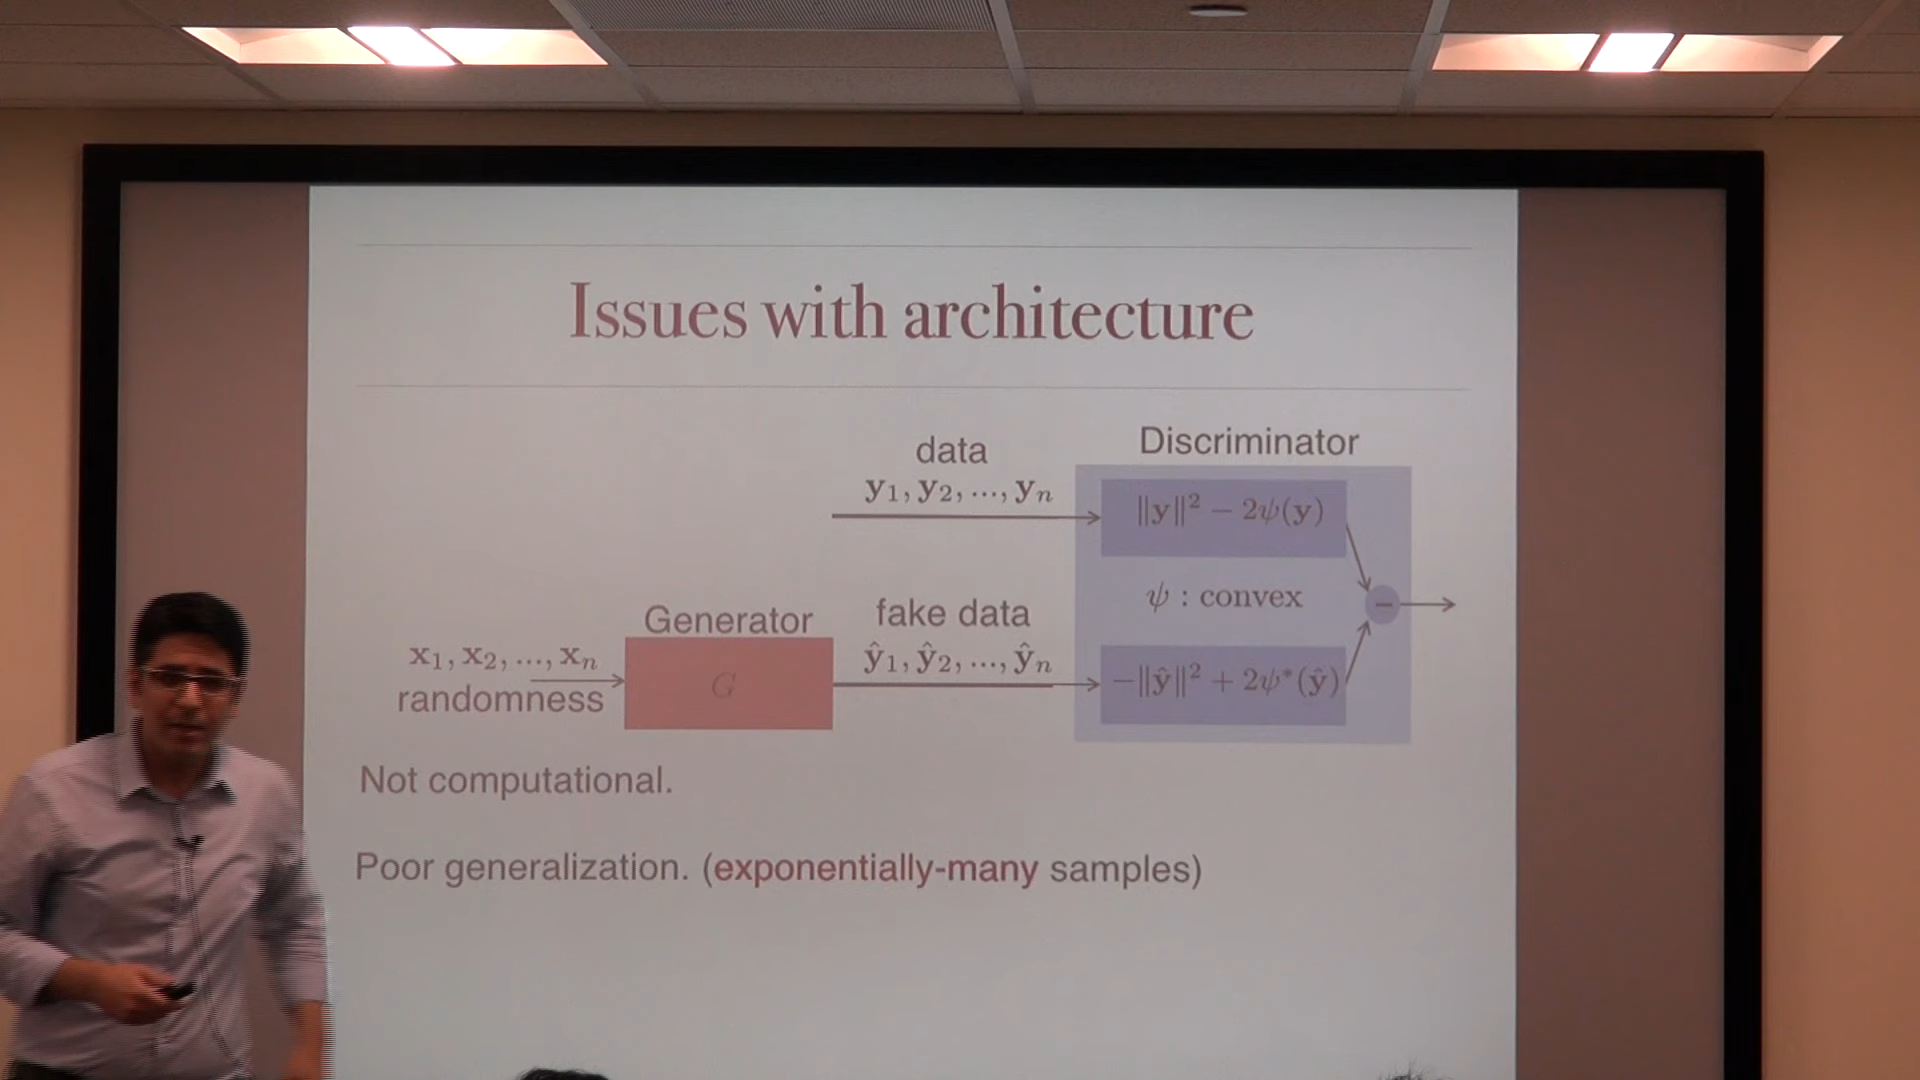 Issues with architecture
data
y₁, y₂, ..., yₙ
Discriminator
‖y‖² − 2ψ(y)
ψ : convex
−
−‖ŷ‖² + 2ψ*(ŷ)
Generator
G
fake data
ŷ₁, ŷ₂, ..., ŷₙ
x₁, x₂, ..., xₙ
randomness
Not computational.
Poor generalization. (exponentially-many samples)